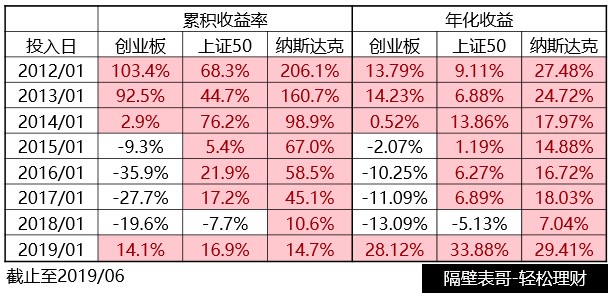 累积收益率 年化收益
投入日 创业板 上证50 纳斯达克 创业板 上证50 纳斯达克
2012/01 103.4% 68.3% 206.1% 13.79% 9.11% 27.48%
2013/01 92.5% 44.7% 160.7% 14.23% 6.88% 24.72%
2014/01 2.9% 76.2% 98.9% 0.52% 13.86% 17.97%
2015/01 -9.3% 5.4% 67.0% -2.07% 1.19% 14.88%
2016/01 -35.9% 21.9% 58.5% -10.25% 6.27% 16.72%
2017/01 -27.7% 17.2% 45.1% -11.09% 6.89% 18.03%
2018/01 -19.6% -7.7% 10.6% -13.09% -5.13% 7.04%
2019/01 14.1% 16.9% 14.7% 28.12% 33.88% 29.41%
截止至2019/06 隔壁表哥-轻松理财